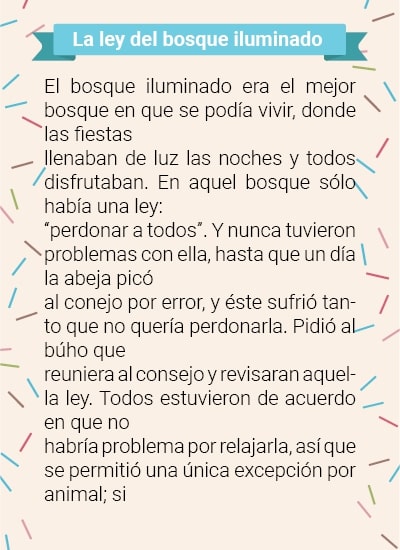 La ley del bosque iluminado
El bosque iluminado era el mejor
bosque en que se podía vivir, donde
las fiestas
llenaban de luz las noches y todos
disfrutaban. En aquel bosque sólo
había una ley:
“perdonar a todos”. Y nunca tuvieron
problemas con ella, hasta que un día
la abeja picó
al conejo por error, y éste sufrió tan-
to que no quería perdonarla. Pidió al
búho que
reuniera al consejo y revisaran aquel-
la ley. Todos estuvieron de acuerdo
en que no
habría problema por relajarla, así que
se permitió una única excepción por
animal; si